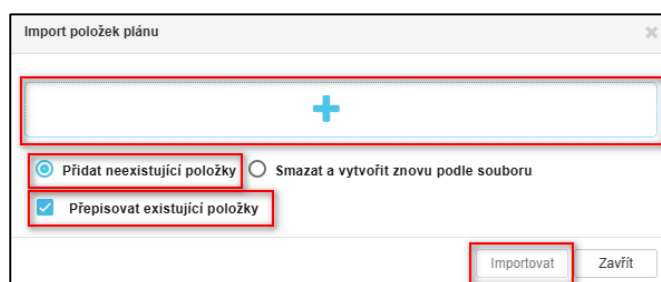 Import položek plánu
Přidat neexistující položky Smazat a vytvořit znovu podle souboru
Přepisovat existující položky
Importovat Zavřít